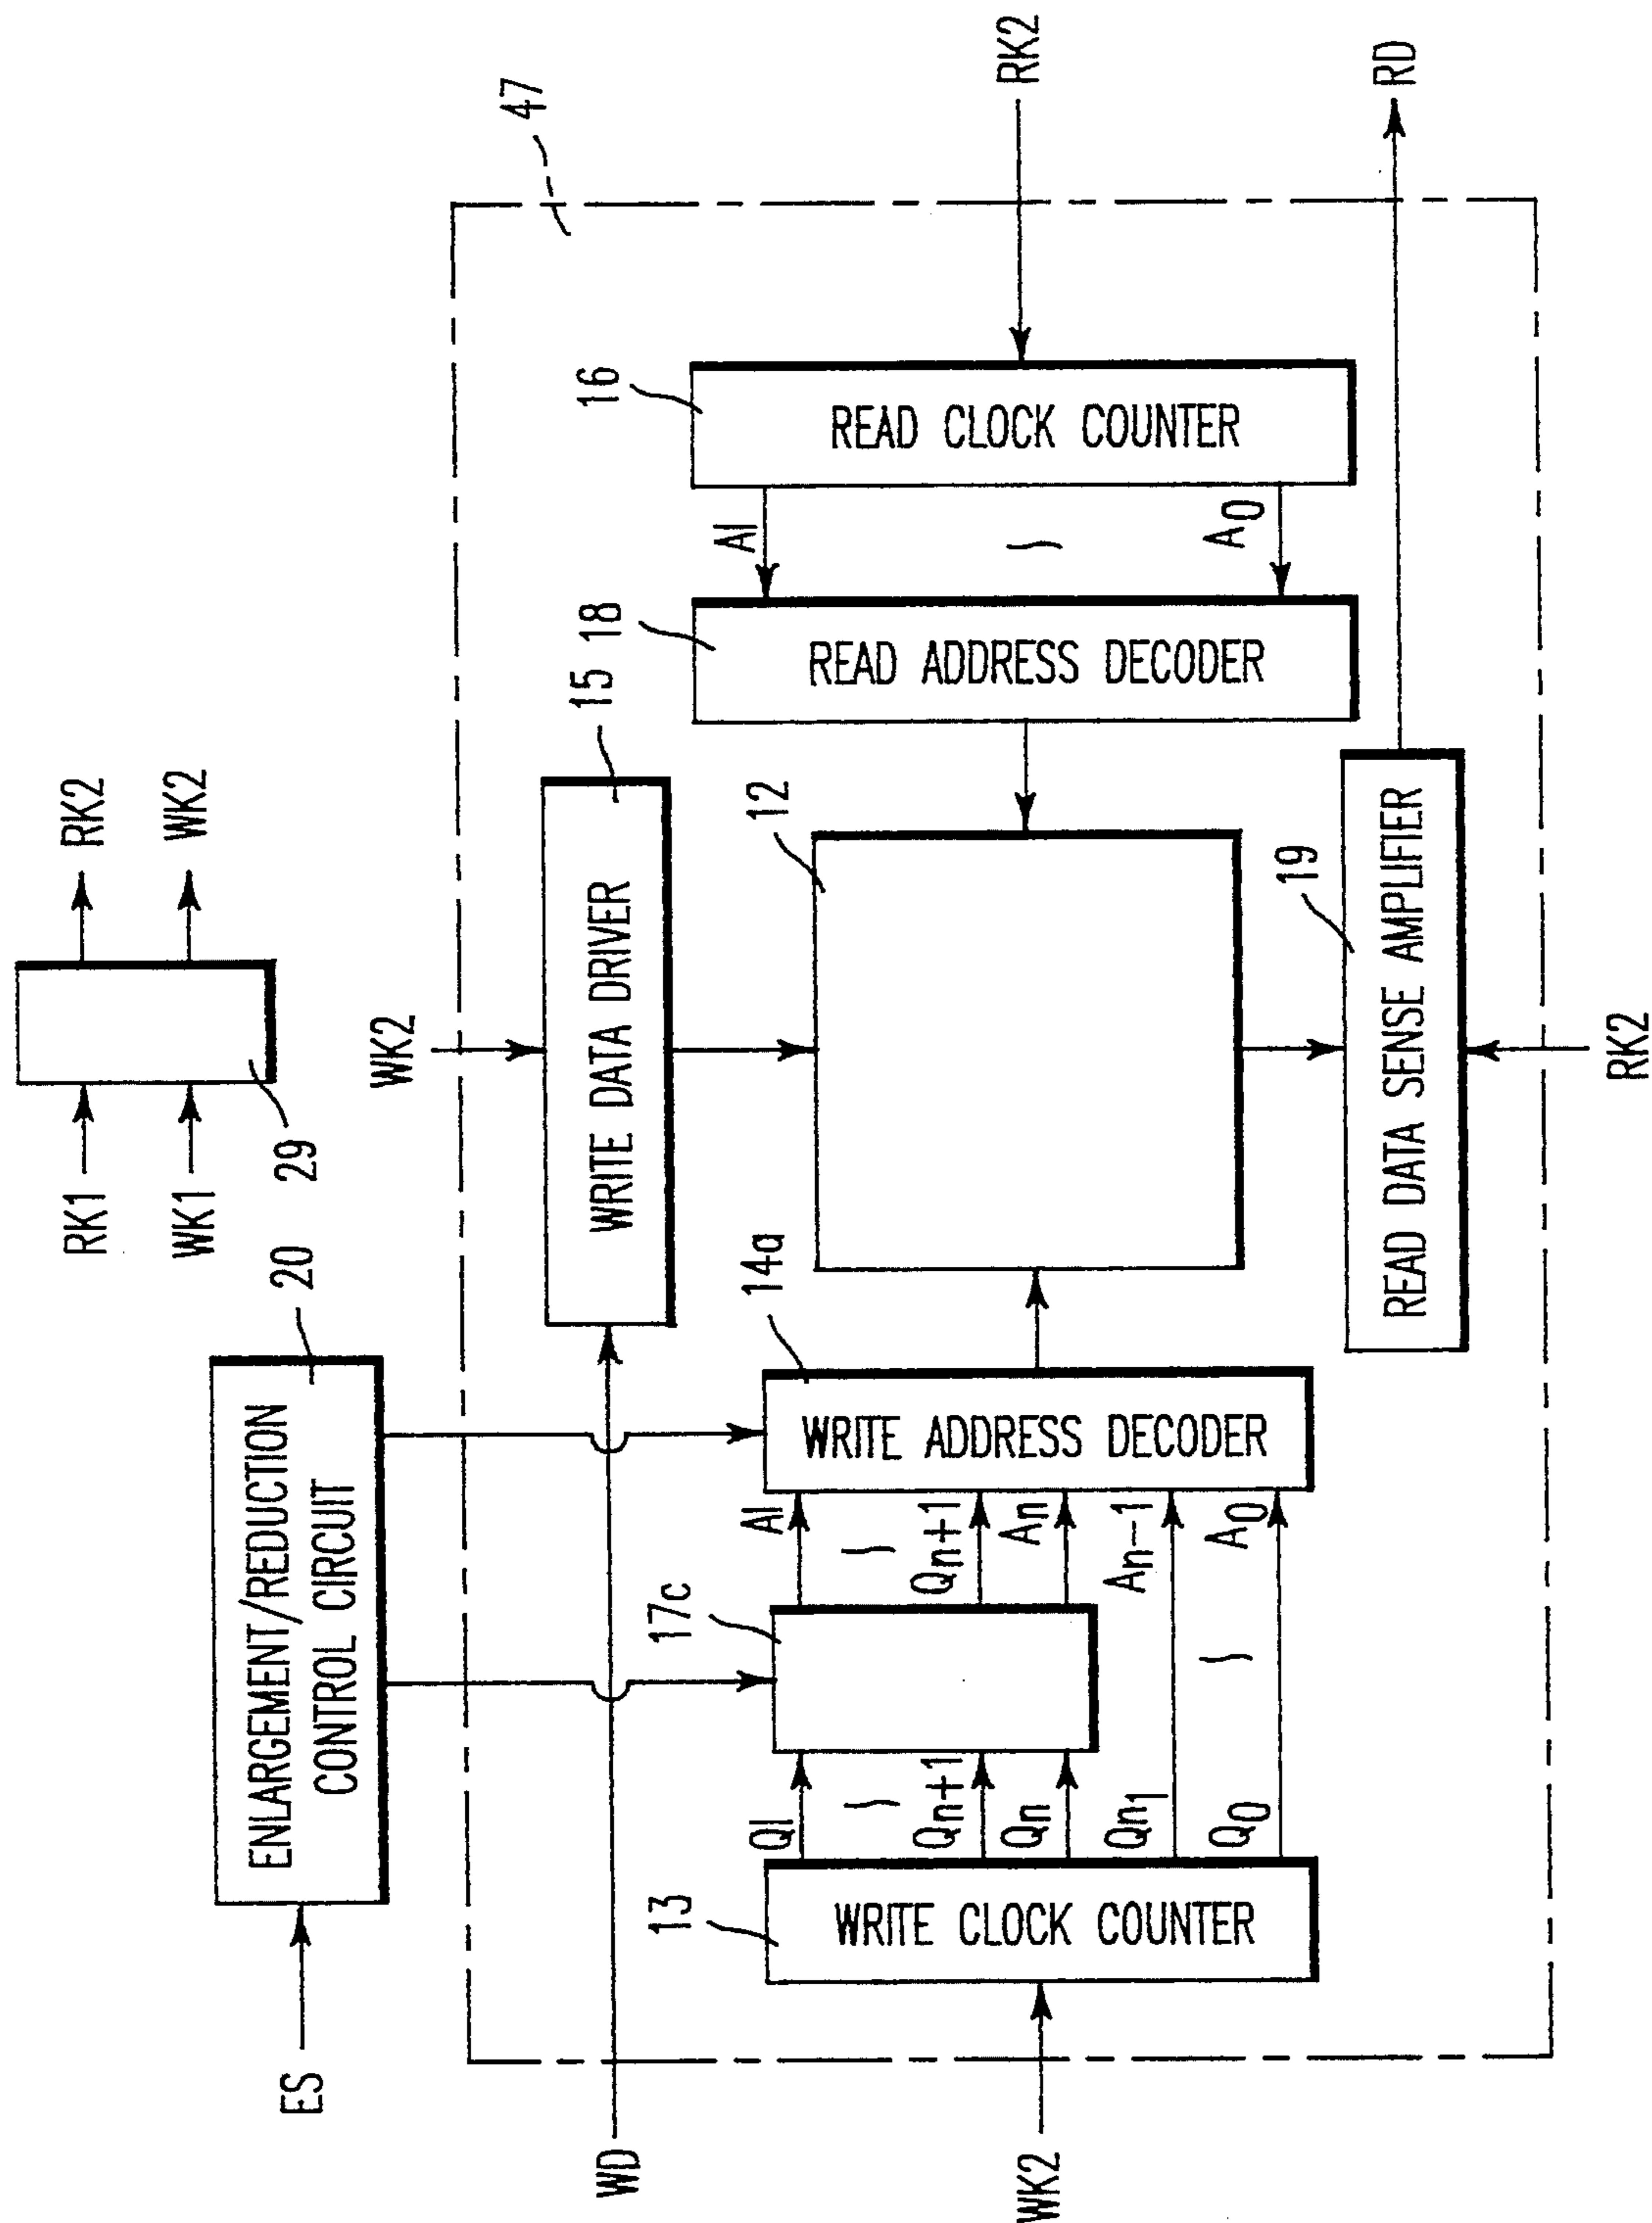 RK1
RK2
WK1
WK2
29
ES
ENLARGEMENT/REDUCTION
CONTROL CIRCUIT
20
47
WK2
WD
WRITE DATA DRIVER
15
13
WRITE CLOCK COUNTER
WK2
Ql
Qn+1
Qn
Qn1
Q0
17c
Al
Qn+1
An
An-1
A0
14a
WRITE ADDRESS DECODER
12
18
READ ADDRESS DECODER
Al
A0
16
READ CLOCK COUNTER
RK2
19
READ DATA SENSE AMPLIFIER
RD
RK2